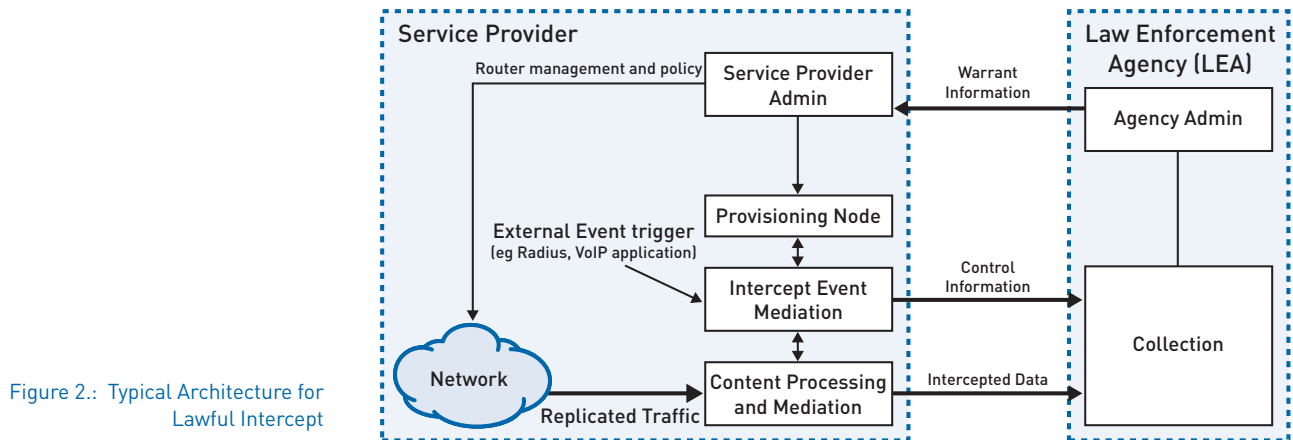 Service Provider
Router management and policy
Service Provider
Admin
Warrant
Information
Law Enforcement
Agency (LEA)
Agency Admin
Provisioning Node
External Event trigger
(eg Radius, VoIP application)
Intercept Event
Mediation
Control
Information
Collection
Network
Replicated Traffic
Content Processing
and Mediation
Intercepted Data
Figure 2.: Typical Architecture for
Lawful Intercept